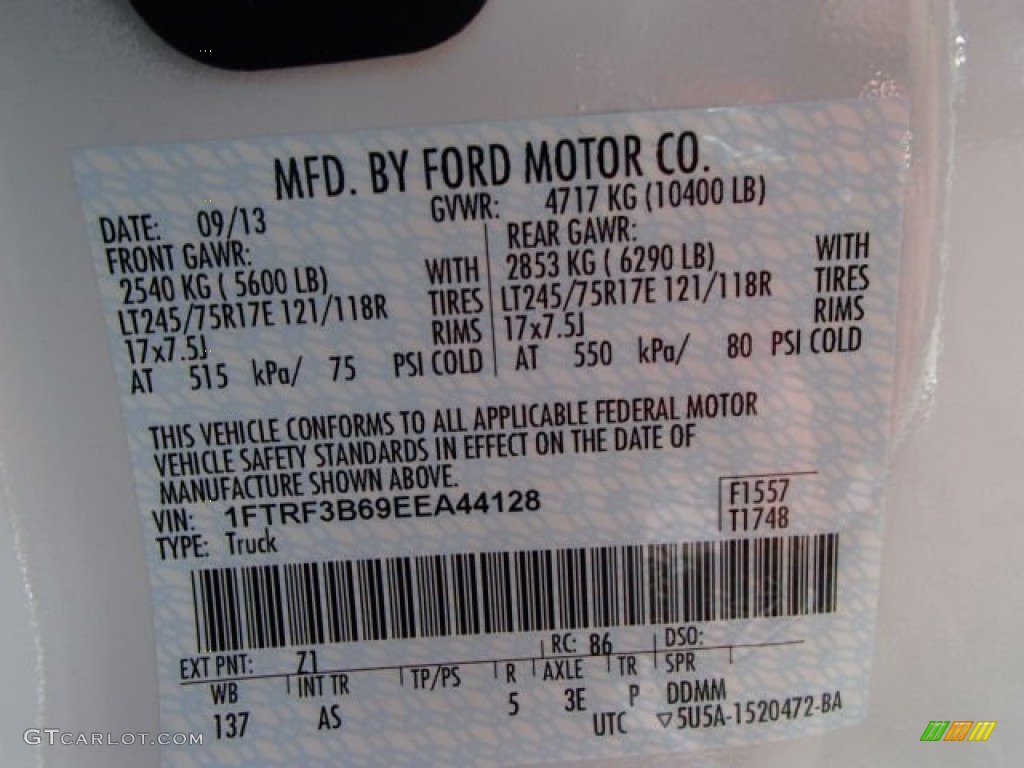 MFD. BY FORD MOTOR CO.
DATE: 09/13 GVWR: 4717 KG (10400 LB)
FRONT GAWR: REAR GAWR:
2540 KG ( 5600 LB) WITH 2853 KG ( 6290 LB) WITH
LT245/75R17E 121/118R TIRES LT245/75R17E 121/118R TIRES
17x7.5J RIMS 17x7.5J RIMS
AT 515 kPa/ 75 PSI COLD AT 550 kPa/ 80 PSI COLD
THIS VEHICLE CONFORMS TO ALL APPLICABLE FEDERAL MOTOR
VEHICLE SAFETY STANDARDS IN EFFECT ON THE DATE OF
MANUFACTURE SHOWN ABOVE.
VIN: 1FTRF3B69EEA44128 F1557
TYPE: Truck T1748
EXT PNT: Z1 RC: 86 DSO:
WB INT TR TP/PS R AXLE TR SPR
137 AS 5 3E P DDMM
UTC ▽5U5A-1520472-BA
GTCARLOT.COM